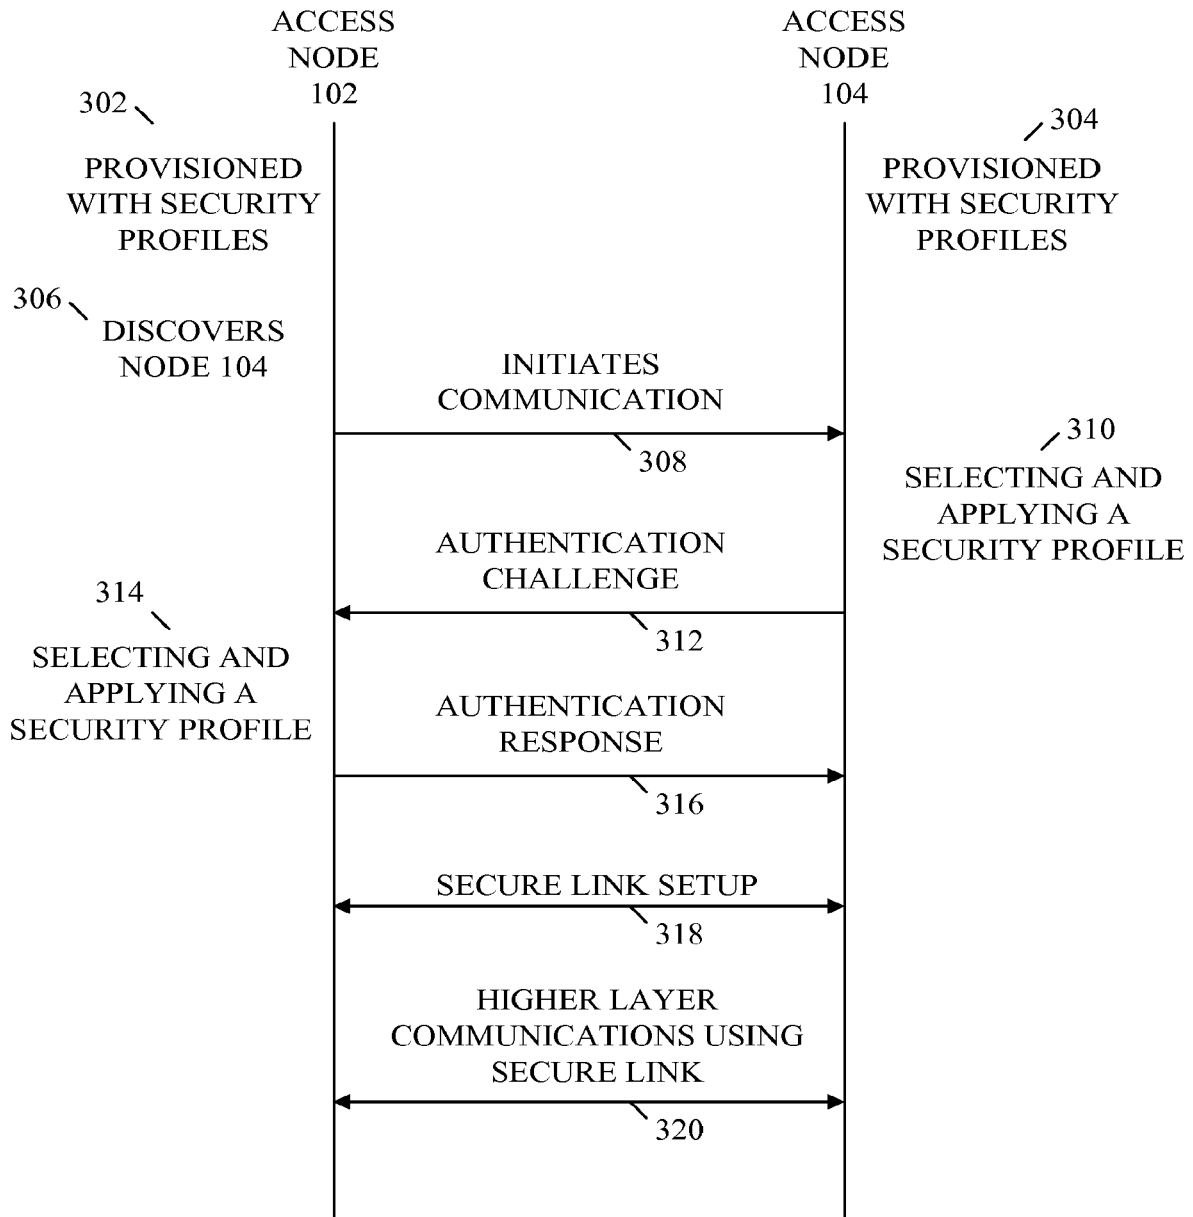 ACCESS
NODE
102
ACCESS
NODE
104
302
PROVISIONED
WITH SECURITY
PROFILES
304
PROVISIONED
WITH SECURITY
PROFILES
306
DISCOVERS
NODE 104
INITIATES
COMMUNICATION
308
310
SELECTING AND
APPLYING A
SECURITY PROFILE
AUTHENTICATION
CHALLENGE
312
314
SELECTING AND
APPLYING A
SECURITY PROFILE
AUTHENTICATION
RESPONSE
316
SECURE LINK SETUP
318
HIGHER LAYER
COMMUNICATIONS USING
SECURE LINK
320